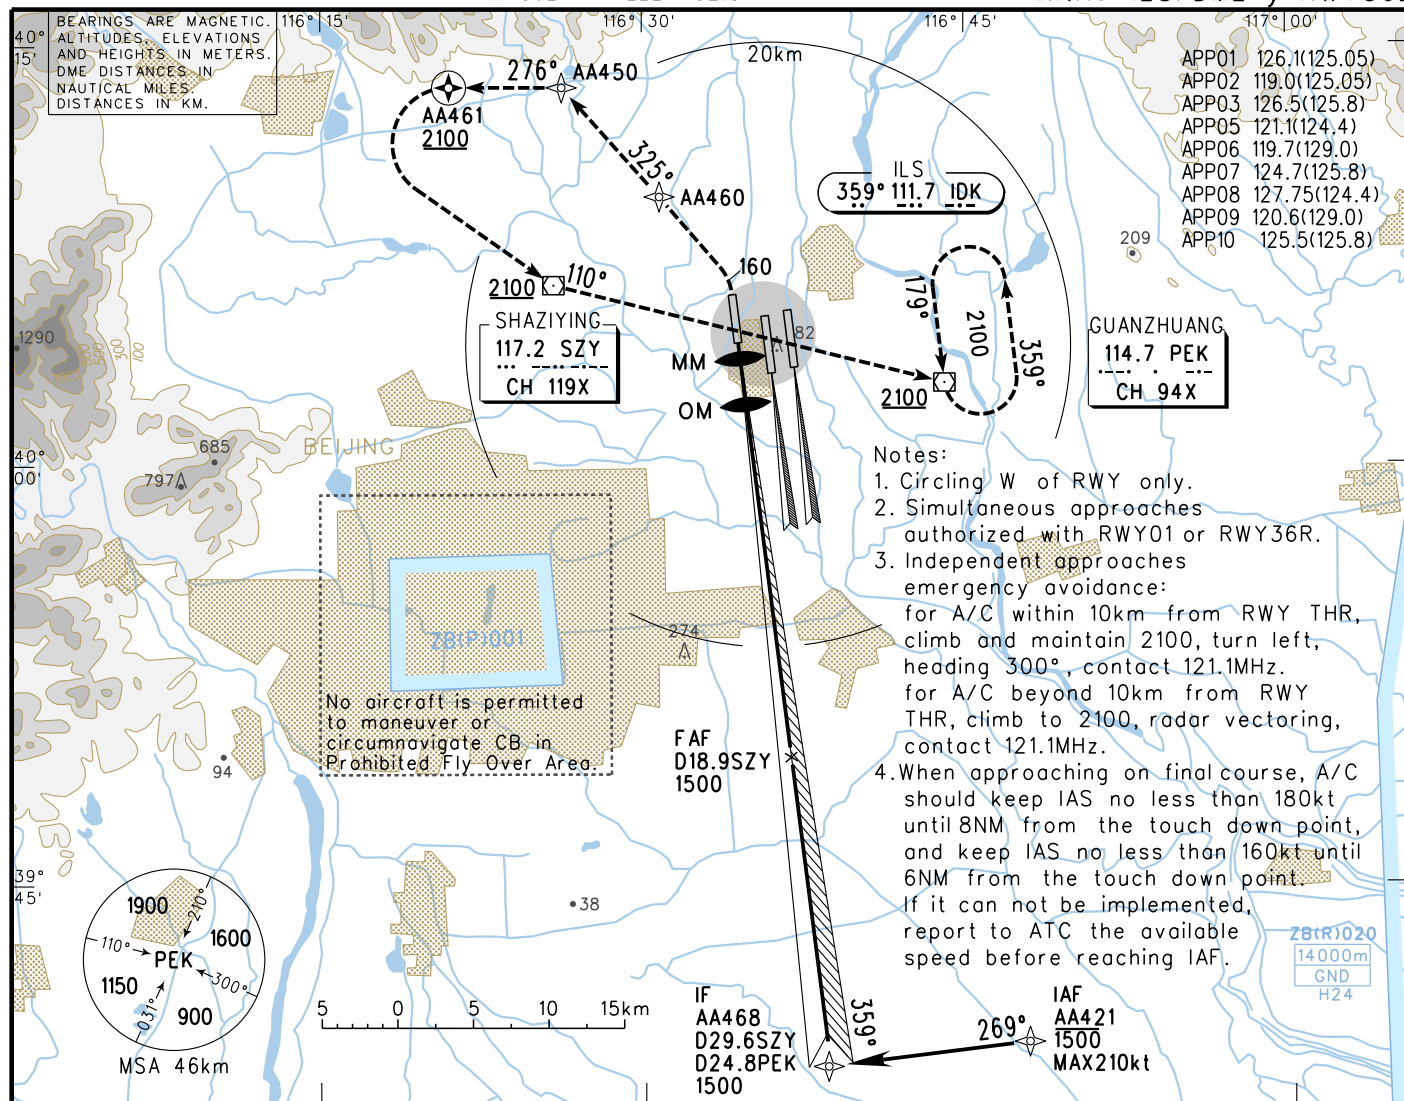 BEARINGS ARE MAGNETIC.
ALTITUDES, ELEVATIONS
AND HEIGHTS IN METERS.
DME DISTANCES IN
NAUTICAL MILES.
DISTANCES IN KM.
116° 15'
116° 30'
116° 45'
117° 00'
40°
15'
20km
276° AA450
AA461
2100
325°
AA460
ILS
359° 111.7 IDK
APP01 126.1(125.05)
APP02 119.0(125.05)
APP03 126.5(125.8)
APP05 121.1(124.4)
APP06 119.7(129.0)
APP07 124.7(125.8)
APP08 127.75(124.4)
APP09 120.6(129.0)
APP10 125.5(125.8)
209
160
2100
110°
179°
2100
359°
SHAZIYING
117.2 SZY
CH 119X
82
MM
OM
2100
GUANZHUANG
114.7 PEK
CH 94X
1290
600
500
300
100
685
797
BEIJING
40°
00'
Notes:
1. Circling W of RWY only.
2. Simultaneous approaches
authorized with RWY01 or RWY36R.
3. Independent approaches
emergency avoidance:
for A/C within 10km from RWY THR,
climb and maintain 2100, turn left,
heading 300°, contact 121.1MHz.
for A/C beyond 10km from RWY
THR, climb to 2100, radar vectoring,
contact 121.1MHz.
4.When approaching on final course, A/C
should keep IAS no less than 180kt
until 8NM from the touch down point,
and keep IAS no less than 160kt until
6NM from the touch down point.
If it can not be implemented,
report to ATC the available
speed before reaching IAF.
ZB(P)001
274
No aircraft is permitted
to maneuver or
circumnavigate CB in
Prohibited Fly Over Area.
94
FAF
D18.9SZY
1500
38
39°
45'
1900
210°
1600
110°
PEK
300°
1150
031°
900
MSA 46km
5 0 5 10 15km
IF
AA468
D29.6SZY
D24.8PEK
1500
359°
269°
IAF
AA421
1500
MAX210kt
ZB(R)020
14000m
GND
H24